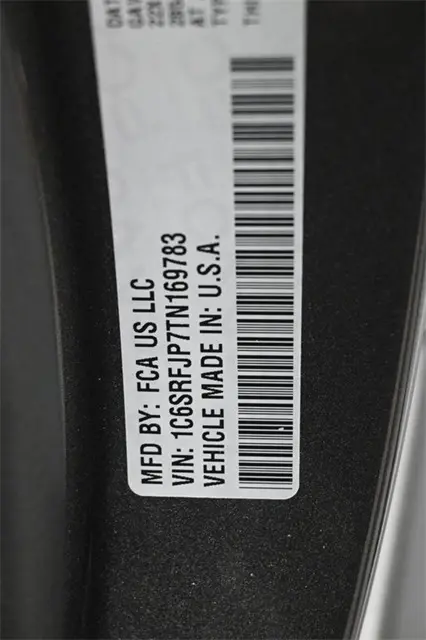 MFD BY: FCA US LLC
VIN: 1C6SRFJP7TN169783
VEHICLE MADE IN: U.S.A.